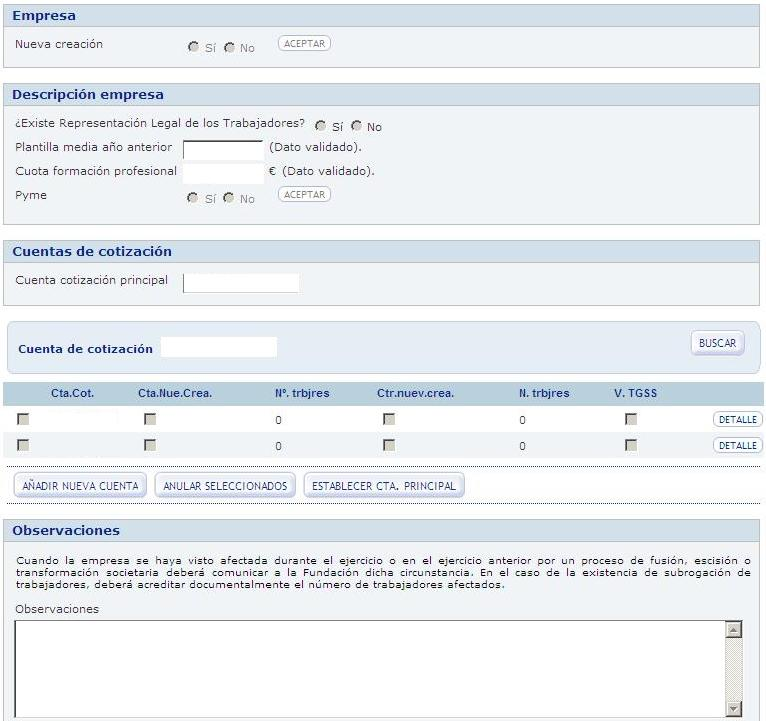 Empresa
Nueva creación Sí No ACEPTAR
Descripción empresa
¿Existe Representación Legal de los Trabajadores? Sí No
Plantilla media año anterior (Dato validado).
Cuota formación profesional € (Dato validado).
Pyme Sí No ACEPTAR
Cuentas de cotización
Cuenta cotización principal
Cuenta de cotización BUSCAR
Cta.Cot. Cta.Nue.Crea. Nº. trbjres Ctr.nuev.crea. N. trbjres V. TGSS
0 0 DETALLE
0 0 DETALLE
AÑADIR NUEVA CUENTA ANULAR SELECCIONADOS ESTABLECER CTA. PRINCIPAL
Observaciones
Cuando la empresa se haya visto afectada durante el ejercicio o en el ejercicio anterior por un proceso de fusión, escisión o
transformación societaria deberá comunicar a la Fundación dicha circunstancia. En el caso de la existencia de subrogación de
trabajadores, deberá acreditar documentalmente el número de trabajadores afectados.
Observaciones